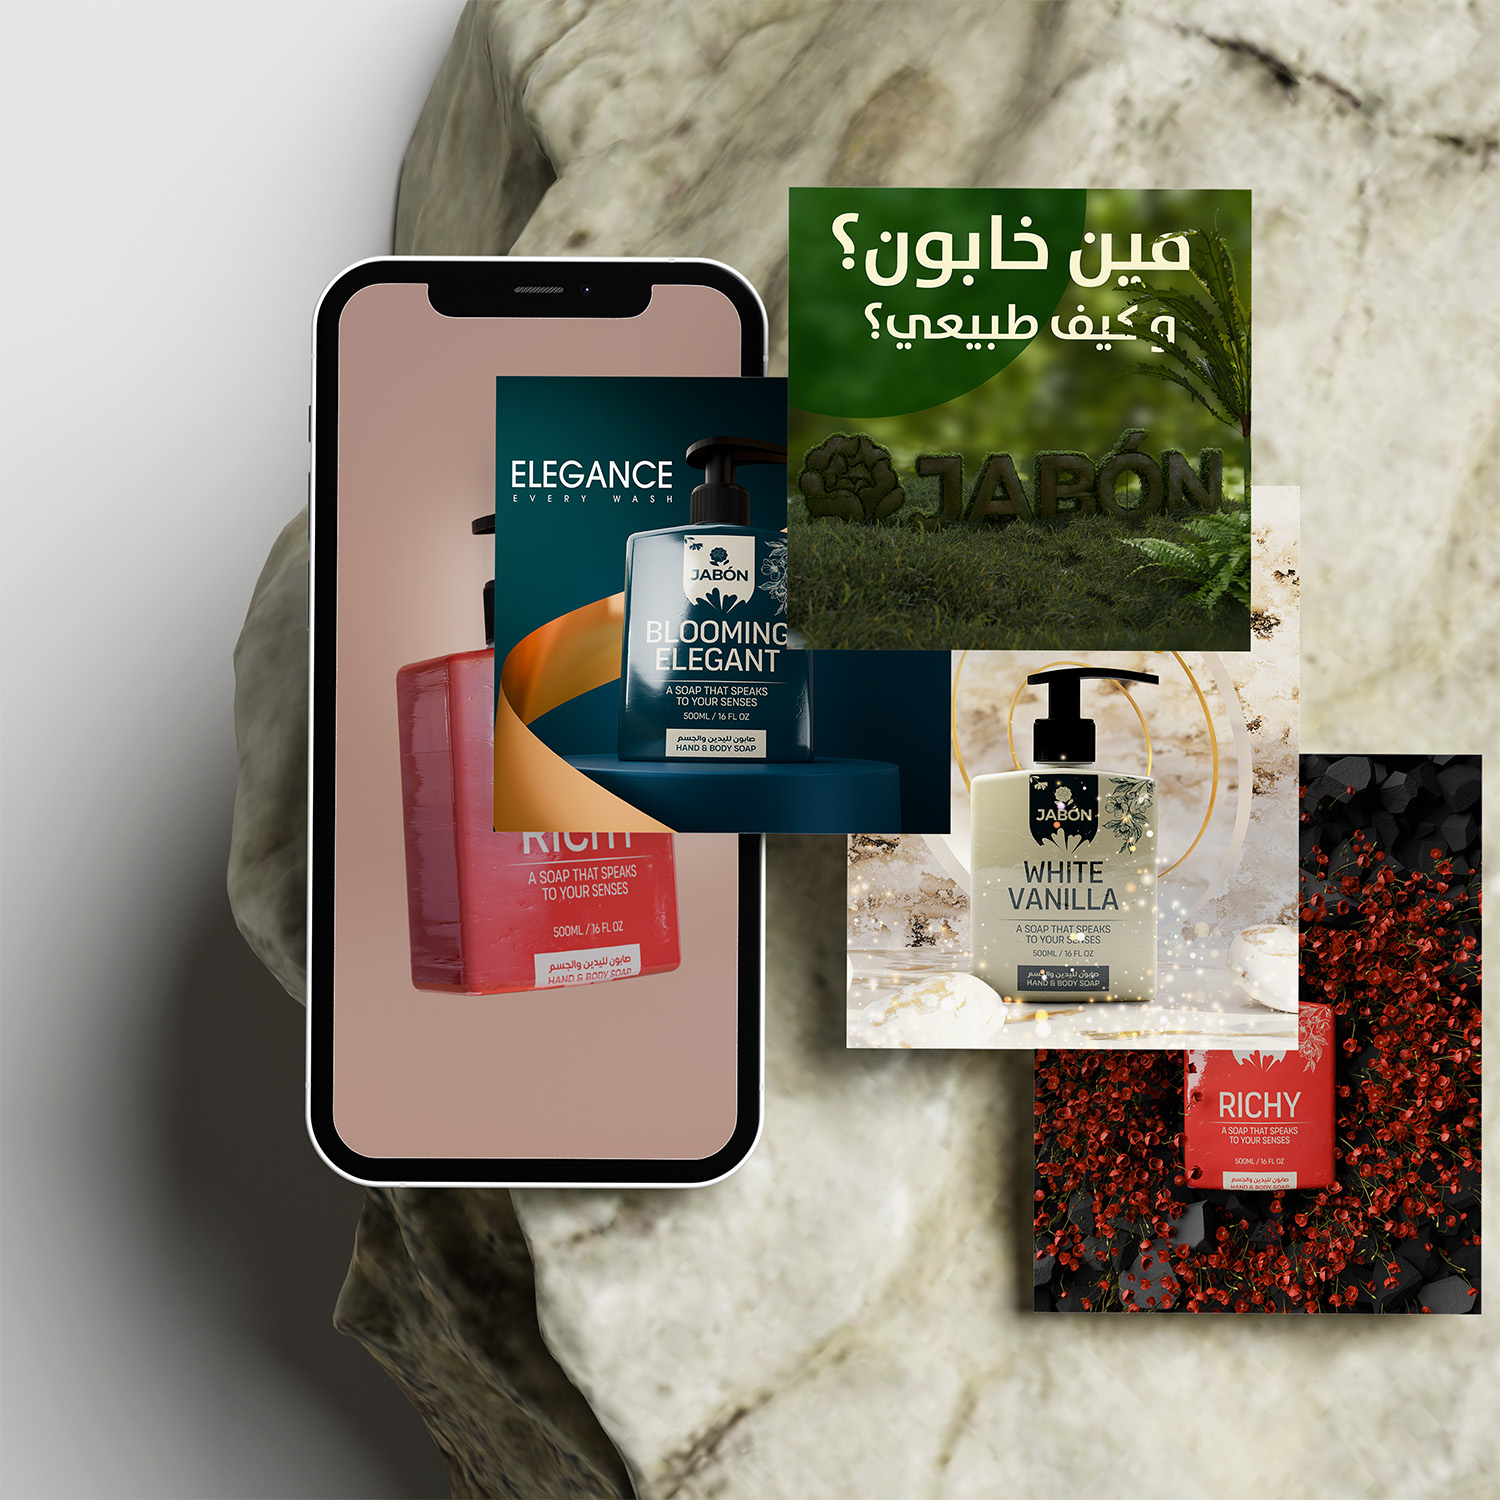 مين خابون؟
و كيف طبيعي؟
JABÓN
ELEGANCE
EVERY WASH
JABÓN
BLOOMING
ELEGANT
A SOAP THAT SPEAKS
TO YOUR SENSES
500ML / 16 FL OZ
صابون لليدين والجسم
HAND & BODY SOAP
RICHY
A SOAP THAT SPEAKS
TO YOUR SENSES
500ML / 16 FL OZ
صابون لليدين والجسم
HAND & BODY SOAP
JABÓN
WHITE
VANILLA
A SOAP THAT SPEAKS
TO YOUR SENSES
500ML / 16 FL OZ
صابون لليدين والجسم
HAND & BODY SOAP
RICHY
A SOAP THAT SPEAKS
TO YOUR SENSES
500ML / 16 FL OZ
صابون لليدين والجسم
HAND & BODY SOAP